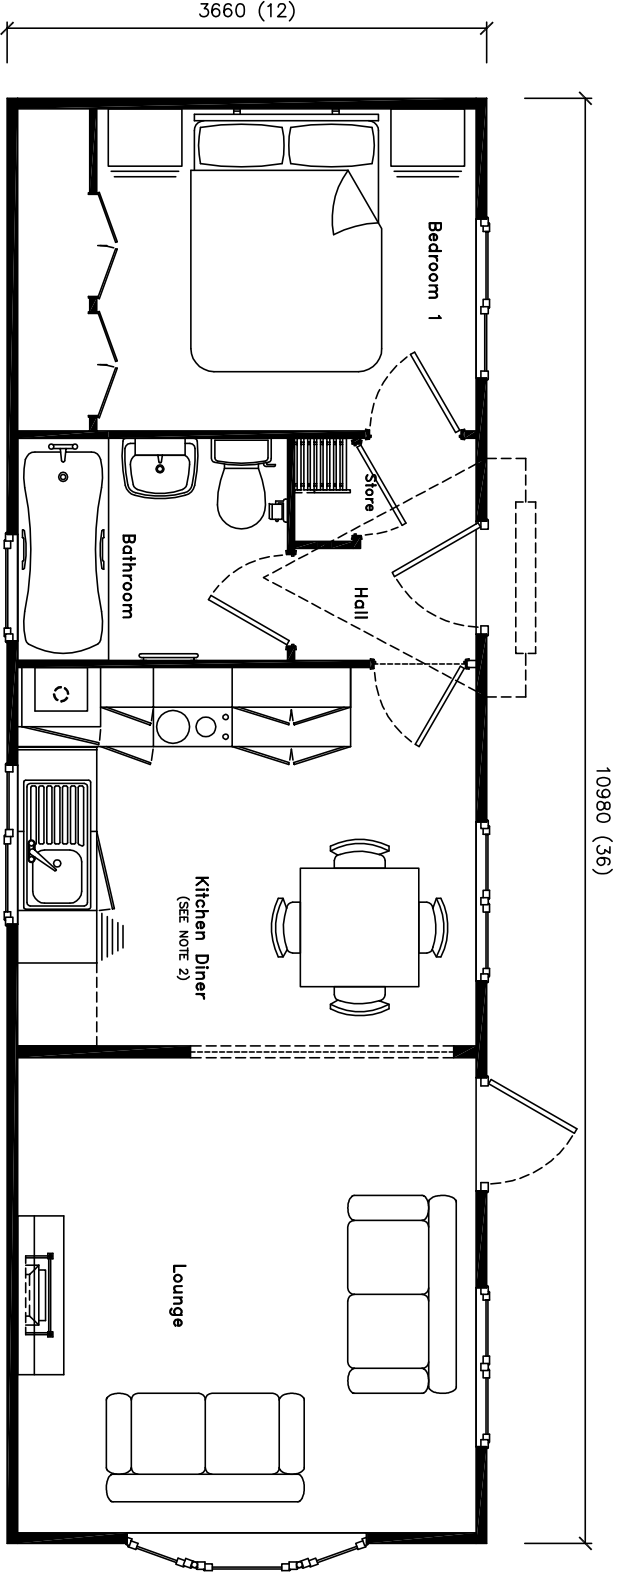 3660 (12)
Bedroom 1
Store
Hall
Bathroom
10980 (36)
Kitchen Diner
(SEE NOTE 2)
Lounge